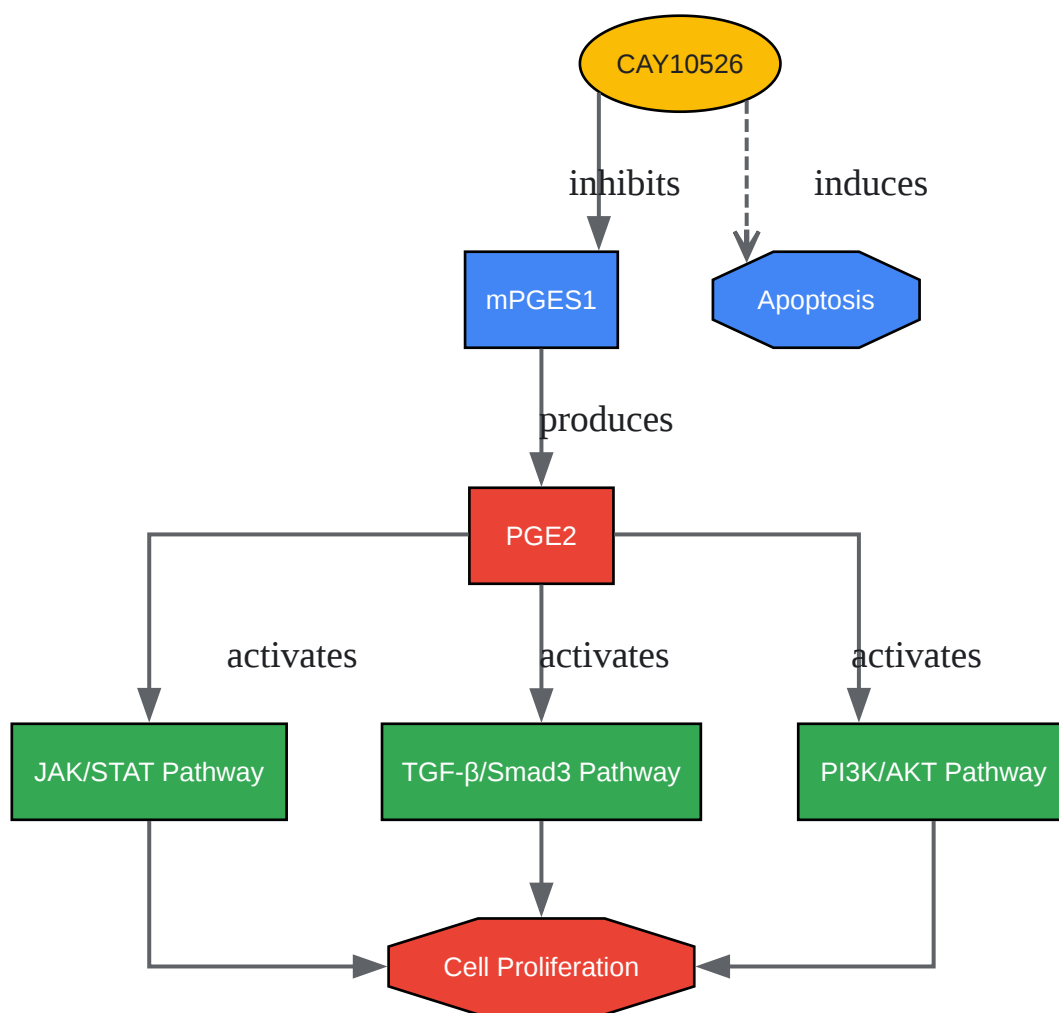 CAY10526
inhibits
induces
mPGES1
Apoptosis
produces
PGE2
activates
activates
activates
JAK/STAT Pathway
TGF-β/Smad3 Pathway
PI3K/AKT Pathway
Cell Proliferation